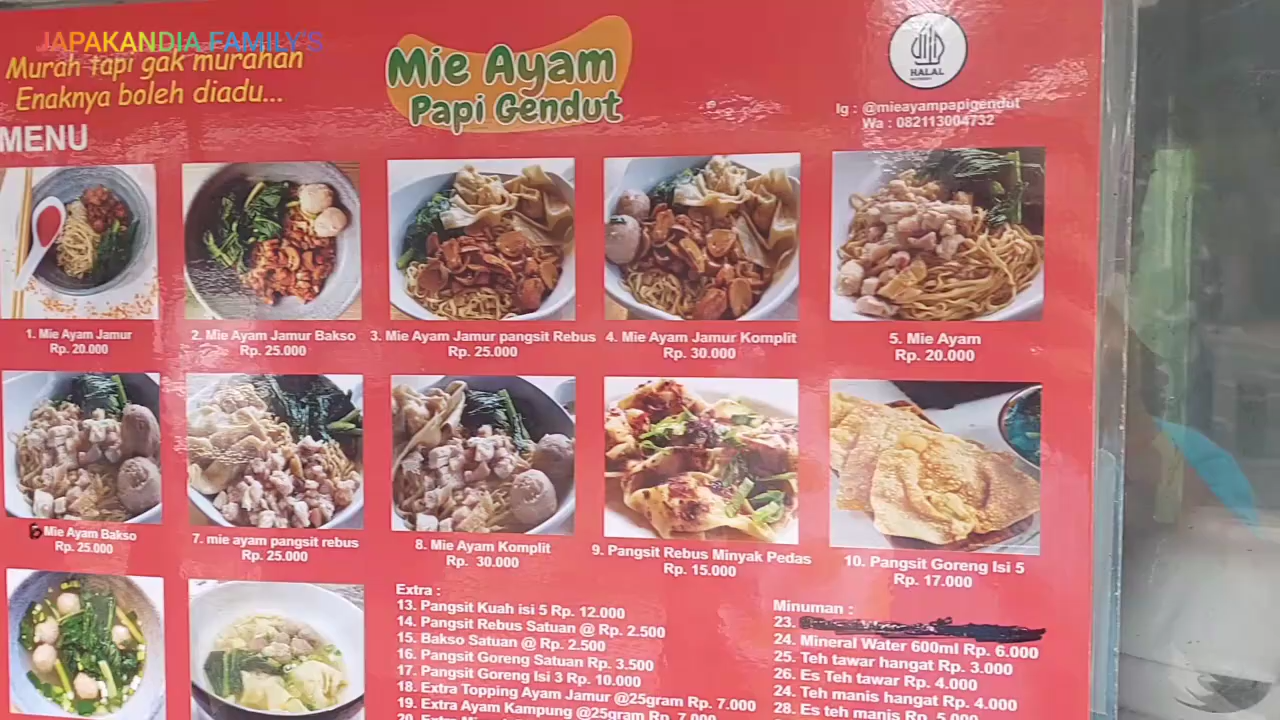 JAPAKANDIA FAMILY'S
Murah tapi gak murahan
Enaknya boleh diadu...
MENU
Mie Ayam
Papi Gendut
HALAL
Ig : @mieayampapigendut
Wa : 082113004732
1. Mie Ayam Jamur
Rp. 20.000
2. Mie Ayam Jamur Bakso
Rp. 25.000
3. Mie Ayam Jamur pangsit Rebus
Rp. 25.000
4. Mie Ayam Jamur Komplit
Rp. 30.000
5. Mie Ayam
Rp. 20.000
6 Mie Ayam Bakso
Rp. 25.000
7. mie ayam pangsit rebus
Rp. 25.000
8. Mie Ayam Komplit
Rp. 30.000
9. Pangsit Rebus Minyak Pedas
Rp. 15.000
10. Pangsit Goreng Isi 5
Rp. 17.000
Extra :
13. Pangsit Kuah isi 5 Rp. 12.000
14. Pangsit Rebus Satuan @ Rp. 2.500
15. Bakso Satuan @ Rp. 2.500
16. Pangsit Goreng Satuan Rp. 3.500
17. Pangsit Goreng Isi 3 Rp. 10.000
18. Extra Topping Ayam Jamur @25gram Rp. 7.000
19. Extra Ayam Kampung @25gram Rp. 7.000
20. Extra
Minuman :
23.
24. Mineral Water 600ml Rp. 6.000
25. Teh tawar hangat Rp. 3.000
26. Es Teh tawar Rp. 4.000
24. Teh manis hangat Rp. 4.000
28. Es teh manis Rp. 5.000